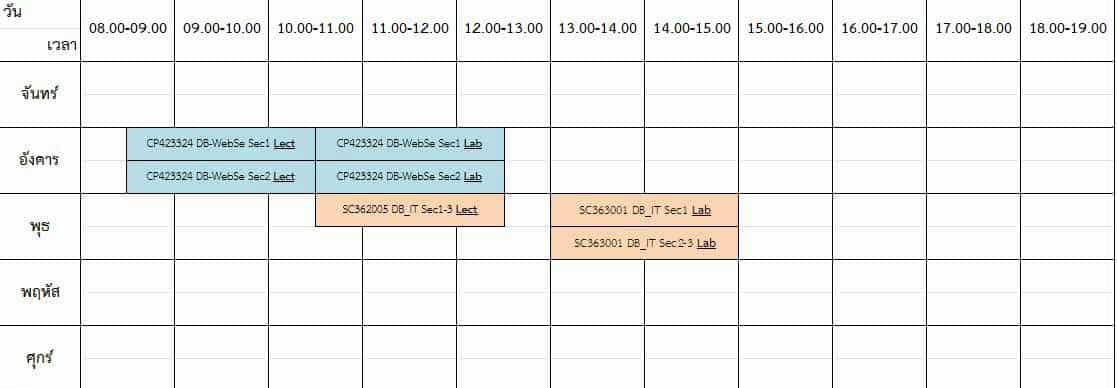 วัน
เวลา
08.00-09.00 09.00-10.00 10.00-11.00 11.00-12.00 12.00-13.00 13.00-14.00 14.00-15.00 15.00-16.00 16.00-17.00 17.00-18.00 18.00-19.00
จันทร์
อังคาร
CP423324 DB-WebSe Sec1 Lect CP423324 DB-WebSe Sec1 Lab
CP423324 DB-WebSe Sec2 Lect CP423324 DB-WebSe Sec2 Lab
พุธ
SC362005 DB_IT Sec1-3 Lect SC363001 DB_IT Sec1 Lab
SC363001 DB_IT Sec2-3 Lab
พฤหัส
ศุกร์